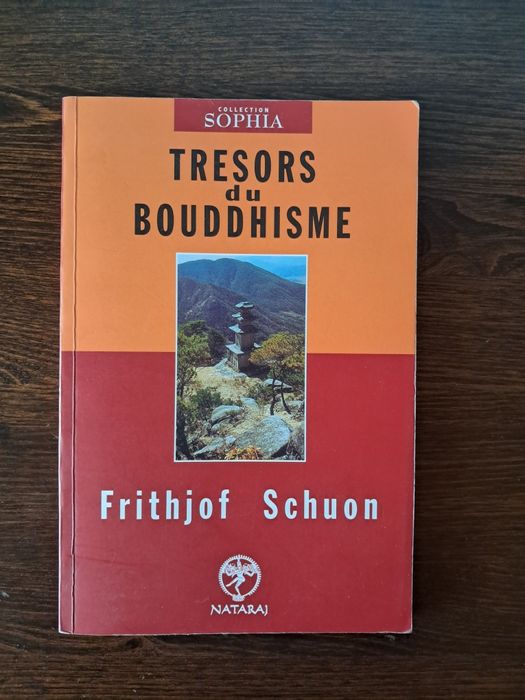 COLLECTION
SOPHIA
TRESORS
du
BOUDDHISME
Frithjof Schuon
NATARAJ